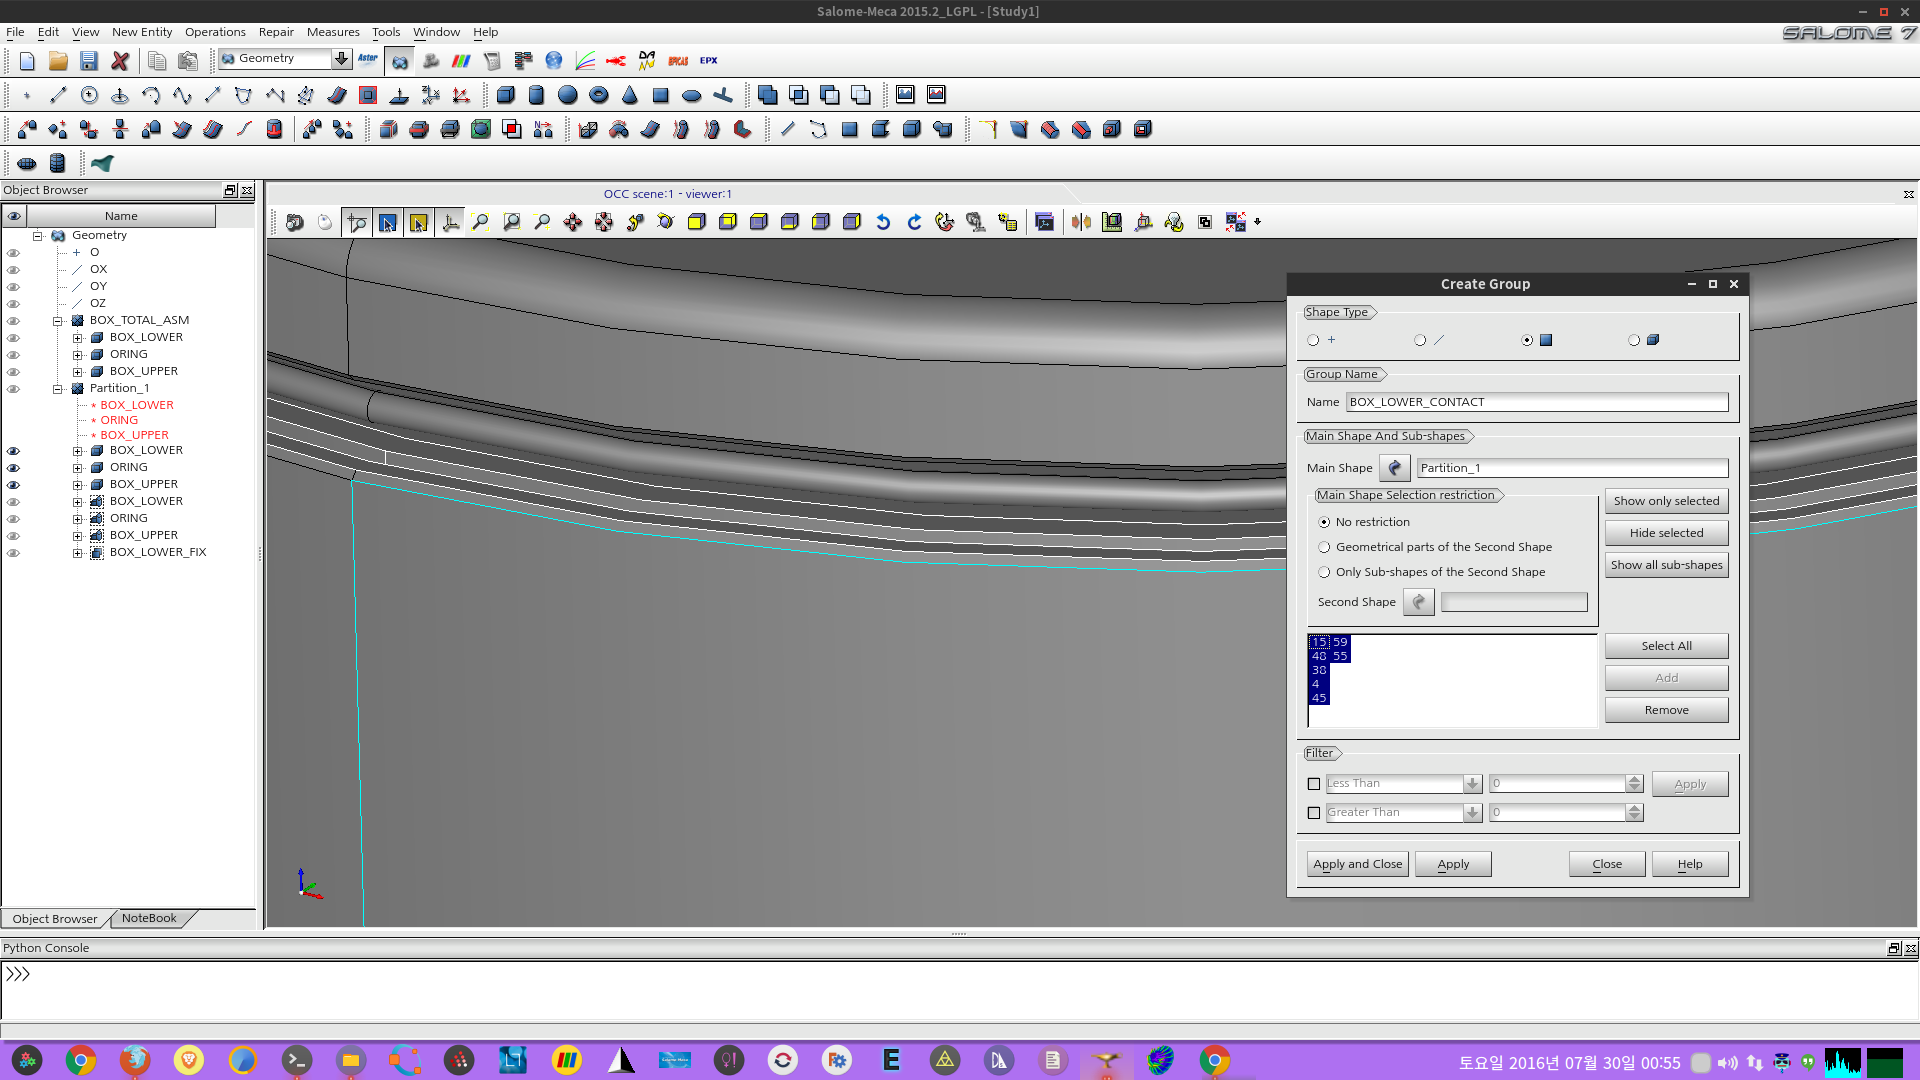 Salome-Meca 2015.2_LGPL - [Study1]
File Edit View New Entity Operations Repair Measures Tools Window Help
SALOME 7
Geometry
Aster
EPX
Object Browser
OCC scene:1 - viewer:1
Name
Geometry
O
OX
OY
OZ
BOX_TOTAL_ASM
BOX_LOWER
ORING
BOX_UPPER
Partition_1
* BOX_LOWER
* ORING
* BOX_UPPER
BOX_LOWER
ORING
BOX_UPPER
BOX_LOWER
ORING
BOX_UPPER
BOX_LOWER_FIX
Create Group
Shape Type
Group Name
Name BOX_LOWER_CONTACT
Main Shape And Sub-shapes
Main Shape Partition_1
Main Shape Selection restriction
No restriction
Geometrical parts of the Second Shape
Only Sub-shapes of the Second Shape
Second Shape
Show only selected
Hide selected
Show all sub-shapes
15 59
48 55
38
4
45
Select All
Add
Remove
Filter
Less Than 0 Apply
Greater Than 0
Apply and Close Apply Close Help
Object Browser NoteBook
Python Console
>>>
토요일 2016년 07월 30일 00:55